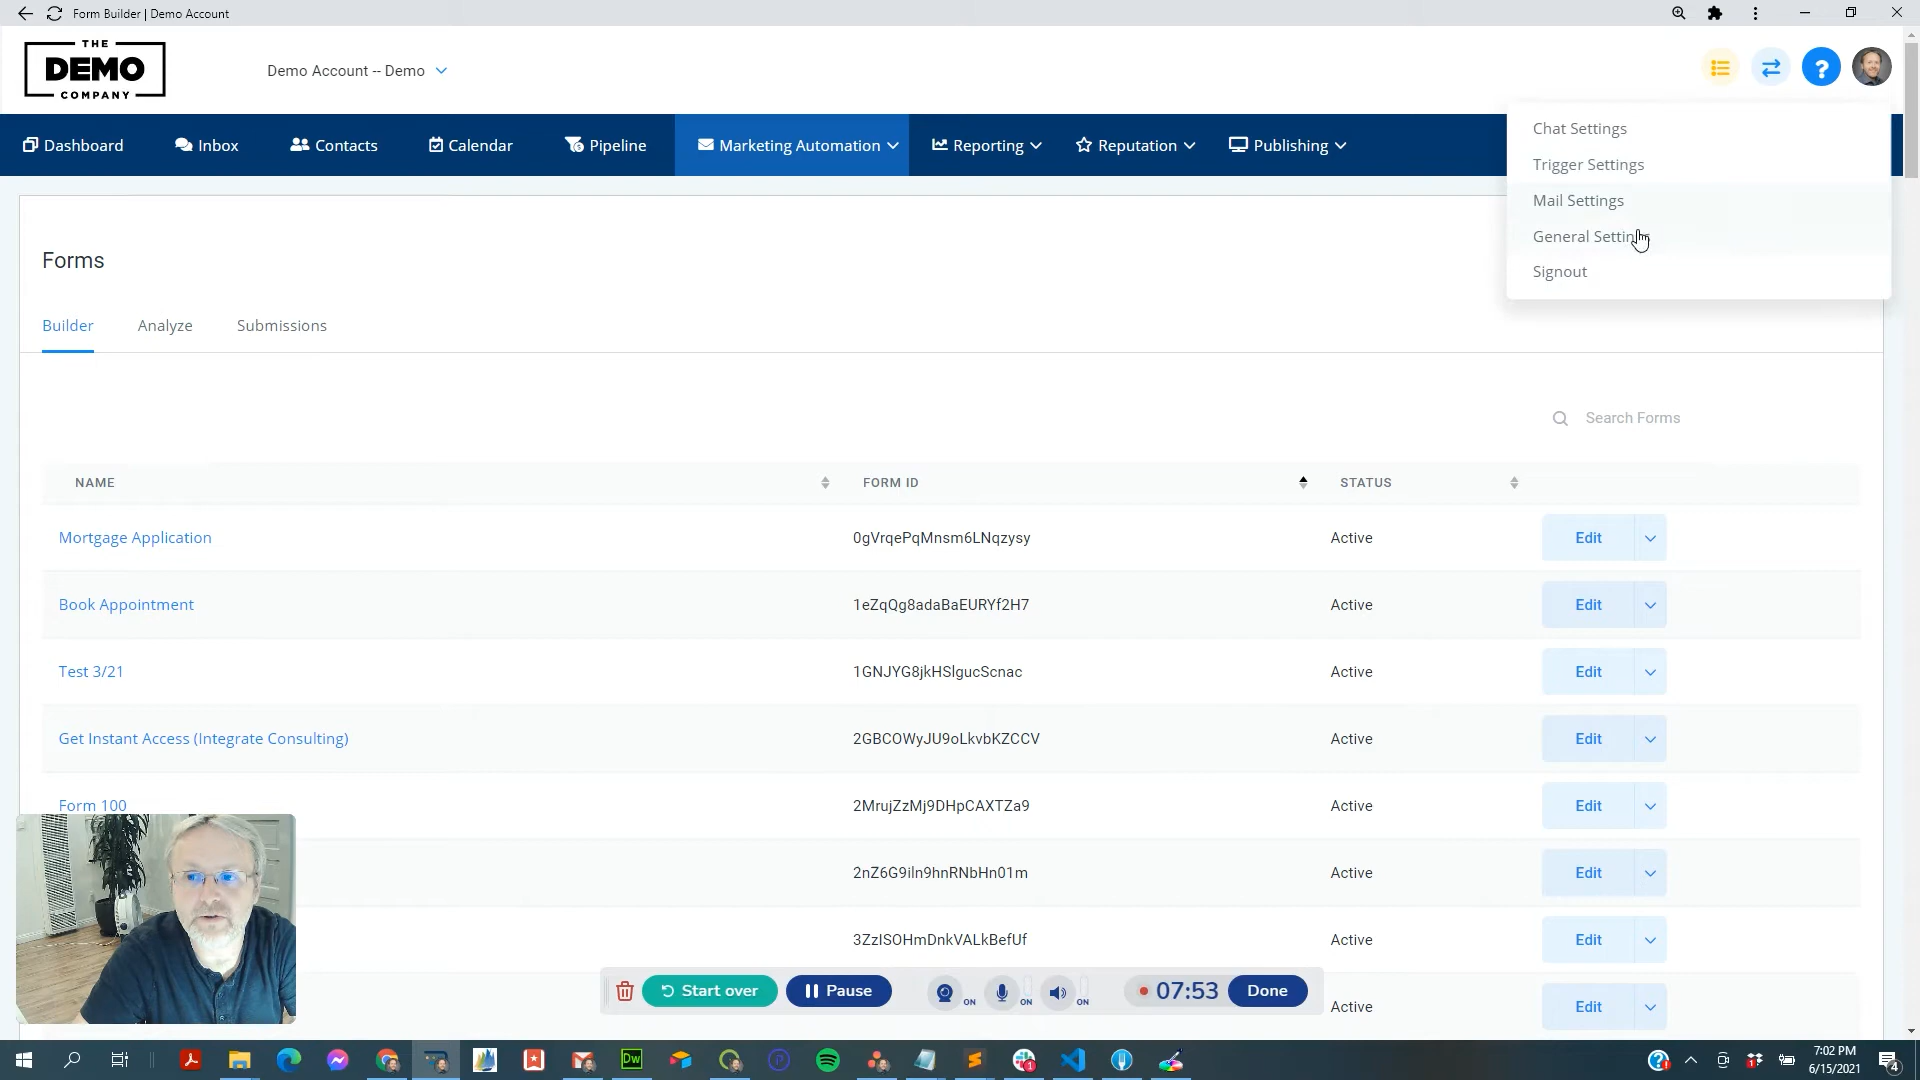 Form Builder | Demo Account
THE
DEMO
COMPANY
Demo Account -- Demo
?
Dashboard
Inbox
Contacts
Calendar
Pipeline
Marketing Automation
Reporting
Reputation
Publishing
Chat Settings
Trigger Settings
Mail Settings
General Settin
Signout
Forms
Builder
Analyze
Submissions
Search Forms
NAME
FORM ID
STATUS
Mortgage Application
0gVrqePqMnsm6LNqzysy
Active
Edit
Book Appointment
1eZqQg8adaBaEURYf2H7
Active
Edit
Test 3/21
1GNJYG8jkHSlgucScnac
Active
Edit
Get Instant Access (Integrate Consulting)
2GBCOWyJU9oLkvbKZCCV
Active
Edit
Form 100
2MrujZzMj9DHpCAXTZa9
Active
Edit
2nZ6G9iln9hnRNbHn01m
Active
Edit
3ZzISOHmDnkVALkBefUf
Active
Edit
Start over
Pause
ON
ON
ON
07:53
Done
Active
Edit
Dw
7:02 PM
6/15/2021
4